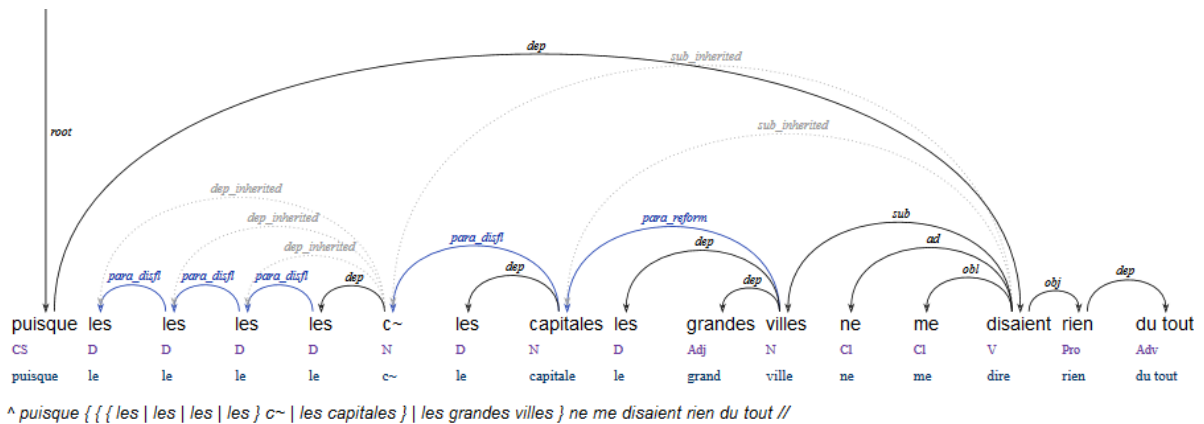 dep
sub_inherited
root
sub_inherited
dep_inherited
dep_inherited
para_reform
sub
dep_inherited
para_disfl
dep
ad
para_disfl para_disfl para_disfl dep
dep
dep
obl
obj
dep
puisque les les les les c~ les capitales les grandes villes ne me disaient rien du tout
CS D D D D N D N D Adj N Cl Cl V Pro Adv
puisque le le le le c~ le capitale le grand ville ne me dire rien du tout
^ puisque { { { les | les | les | les } c~ | les capitales } | les grandes villes } ne me disaient rien du tout //